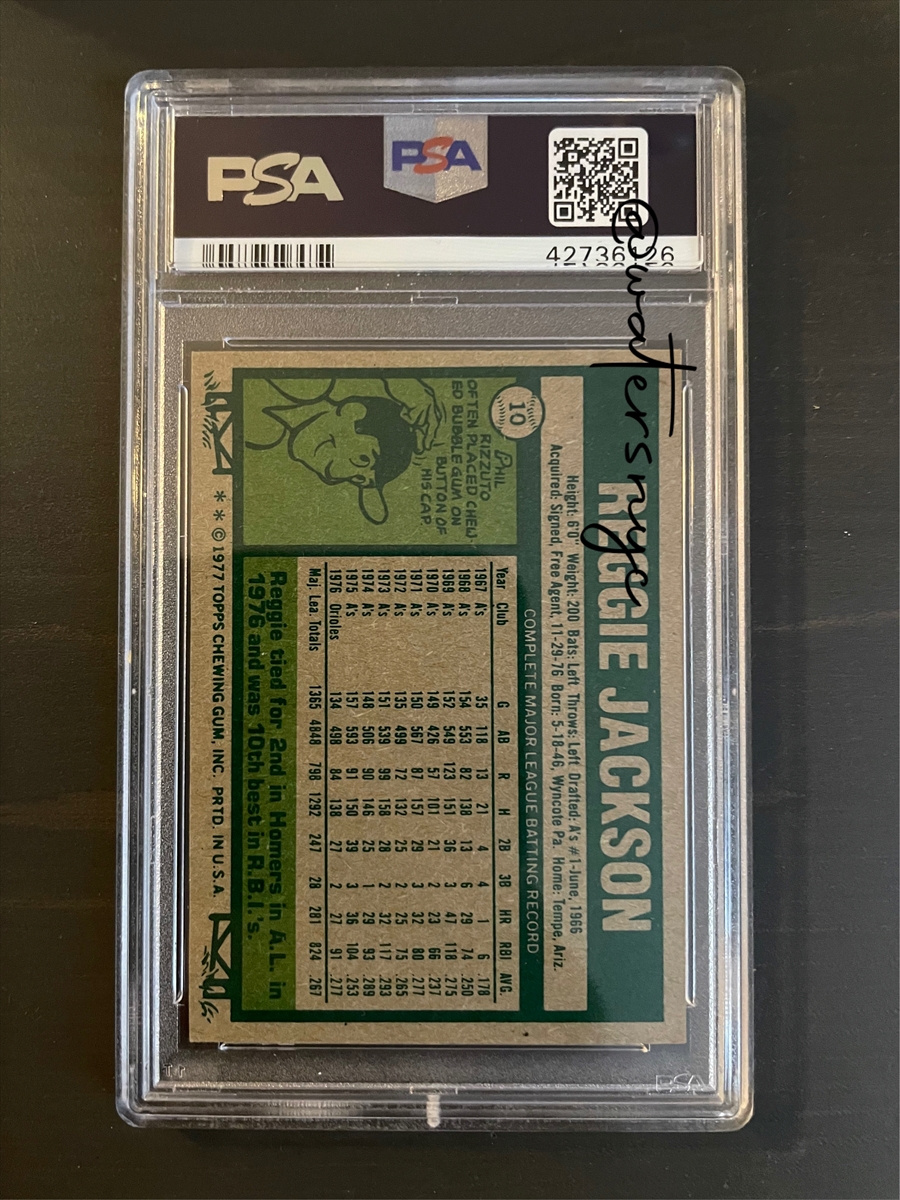 PSA
PSA
42736
26
@watersnycc
10
REGGIE JACKSON
Height: 6'0" Weight: 200 Bats: Left Throws: Left Drafted: A's #1-June, 1966
Acquired: Signed, Free Agent, 11-29-76 Born: 5-18-46, Wyncote Pa. Home: Tempe, Ariz.
COMPLETE MAJOR LEAGUE BATTING RECORD
Year Club G AB R H 2B 3B HR RBI AVG.
1967 A's 35 118 13 21 4 4 1 6 .178
1968 A's 154 553 82 138 13 6 29 74 .250
1969 A's 152 549 123 151 36 3 47 118 .275
1970 A's 149 426 57 101 21 2 23 66 .237
1971 A's 150 567 87 157 29 3 32 80 .277
1972 A's 135 499 72 132 25 2 25 75 .265
1973 A's 151 539 99 158 28 2 32 117 .293
1974 A's 148 506 90 146 25 1 29 93 .289
1975 A's 157 593 91 150 39 3 36 104 .253
1976 Orioles 134 498 84 138 27 2 27 91 .277
Maj. Lea. Totals 1365 4848 798 1292 247 28 281 824 .267
PHIL
RIZZUTO
OFTEN PLACED CHEW
ED BUBBLE GUM ON
BUTTON OF
HIS CAP.
Reggie tied for 2nd in Homers in A.L. in
1976 and was 10th best in R.B.I.'s.
* * © 1977 TOPPS CHEWING GUM, INC. PRTD. IN U.S.A.
PSA